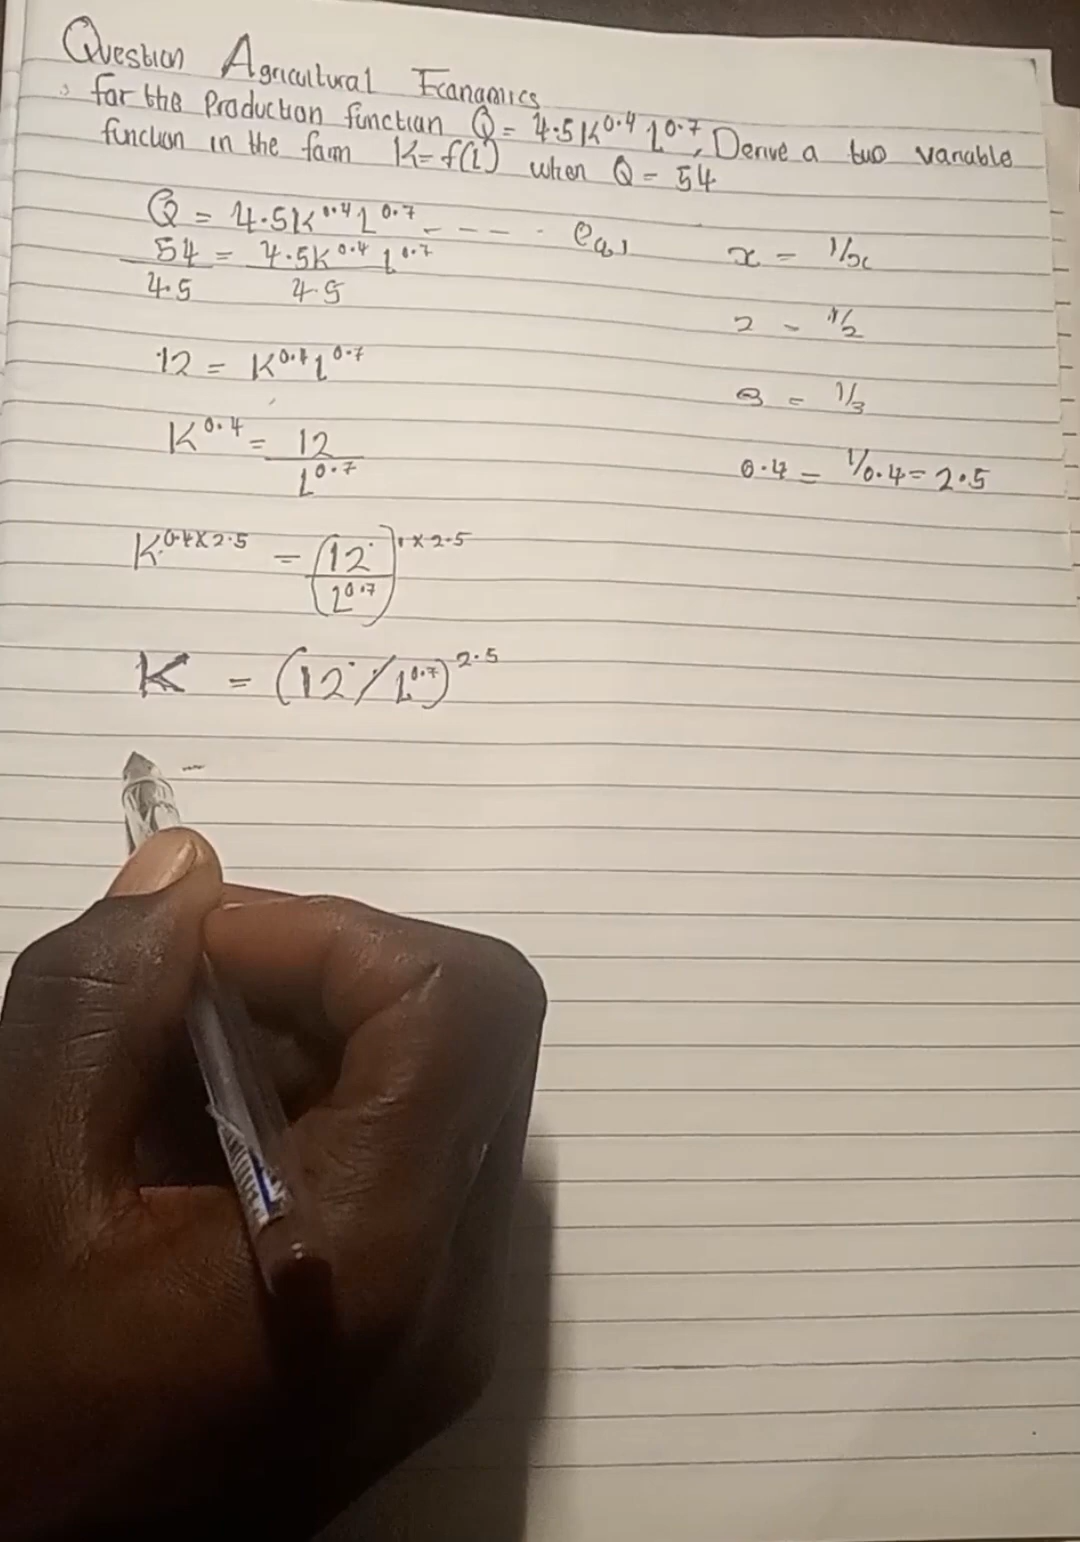 Question Agricultural Economics
For the Production function Q = 4.5K^0.4 L^0.7, Derive a two variable
function in the form K = f(L) when Q = 54
Q = 4.5K^0.4 L^0.7 ---- eq1
54 = 4.5K^0.4 L^0.7
4.5 4.5
12 = K^0.4 L^0.7
K^0.4 = 12
L^0.7
K^0.4×2.5 = (12 / L^0.7)^1×2.5
K = (12/L^0.7)^2.5
x = 1/x
2 - 1/2
3 = 1/3
0.4 = 1/0.4 = 2.5